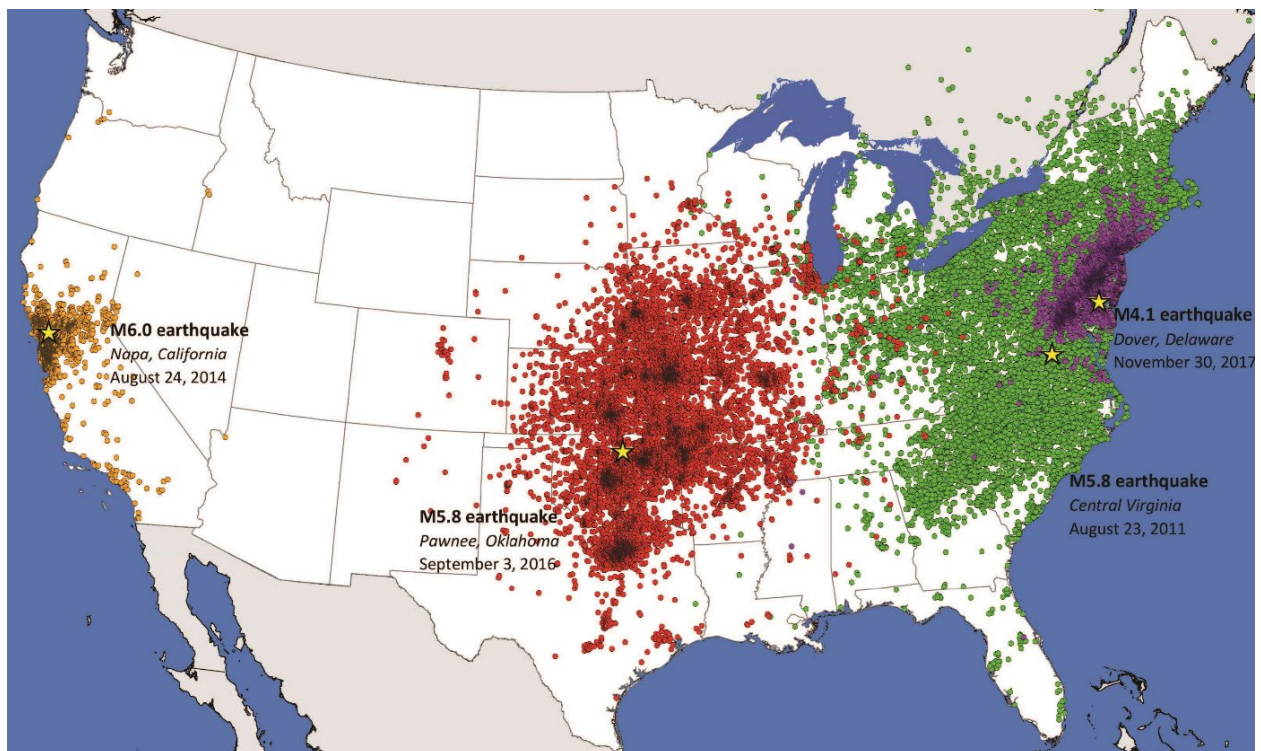 M6.0 earthquake
Napa, California
August 24, 2014
M4.1 earthquake
Dover, Delaware
November 30, 2017
M5.8 earthquake
Pawnee, Oklahoma
September 3, 2016
M5.8 earthquake
Central Virginia
August 23, 2011